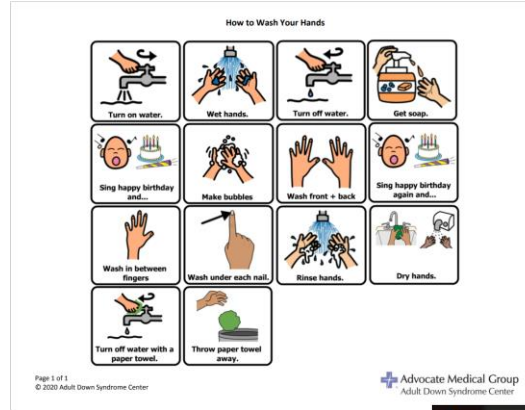 How to Wash Your Hands
Turn on water.
Wet hands.
Turn off water.
Get soap.
Sing happy birthday
and...
Make bubbles
Wash front + back
Sing happy birthday
again and...
Wash in between
fingers
Wash under each nail.
Rinse hands.
Dry hands.
Turn off water with a
paper towel.
Throw paper towel
away.
Page 1 of 1
© 2020 Adult Down Syndrome Center
Advocate Medical Group
Adult Down Syndrome Center